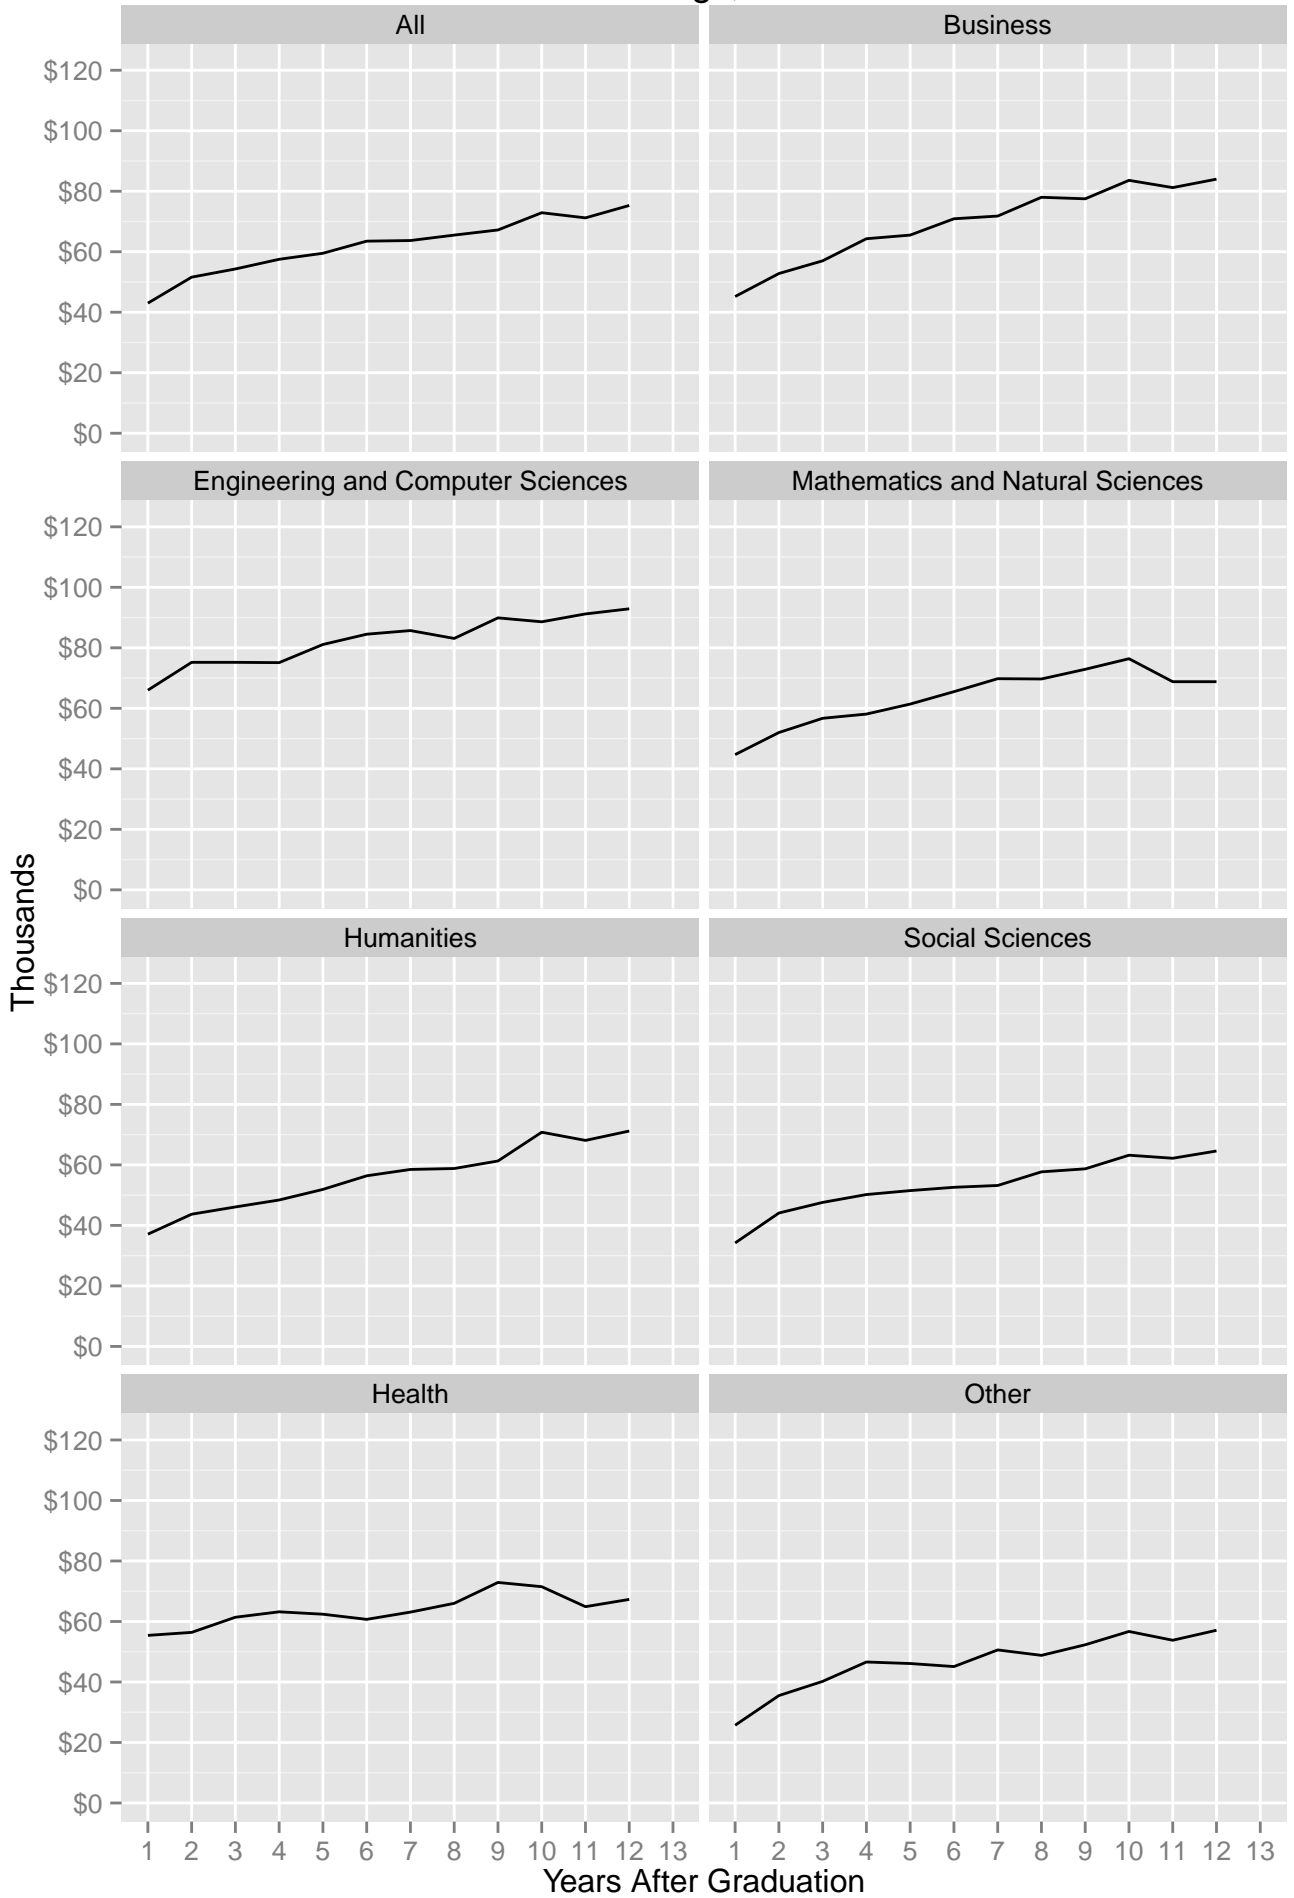 All
Business
$120
$100
$80
$60
$40
$20
$0
Engineering and Computer Sciences
Mathematics and Natural Sciences
$120
$100
$80
$60
$40
$20
$0
Thousands
Humanities
Social Sciences
$120
$100
$80
$60
$40
$20
$0
Health
Other
$120
$100
$80
$60
$40
$20
$0
1 2 3 4 5 6 7 8 9 10 11 12 13
1 2 3 4 5 6 7 8 9 10 11 12 13
Years After Graduation